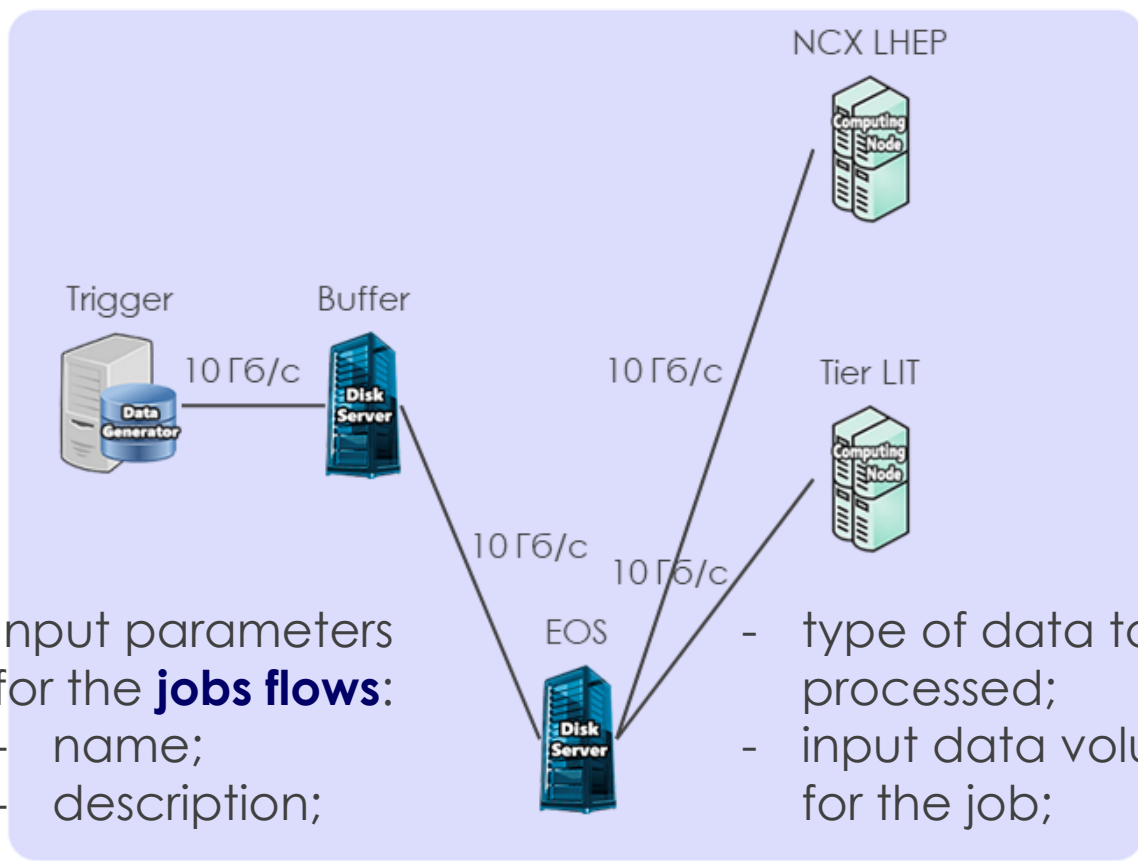 NCX LHEP
Computing
Node
Trigger
Buffer
10 Гб/с
10 Гб/с
Tier LIT
Data
Generator
Disk
Server
Computing
Node
10 Гб/с
10 Гб/с
nput parameters
for the jobs flows:
- name;
- description;
EOS
Disk
Server
- type of data to
processed;
- input data volu
for the job;